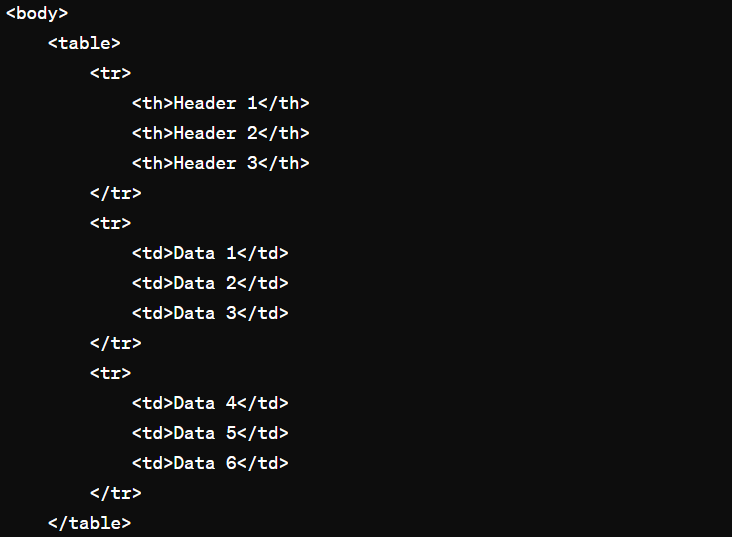 <body>
    <table>
        <tr>
            <th>Header 1</th>
            <th>Header 2</th>
            <th>Header 3</th>
        </tr>
        <tr>
            <td>Data 1</td>
            <td>Data 2</td>
            <td>Data 3</td>
        </tr>
        <tr>
            <td>Data 4</td>
            <td>Data 5</td>
            <td>Data 6</td>
        </tr>
    </table>